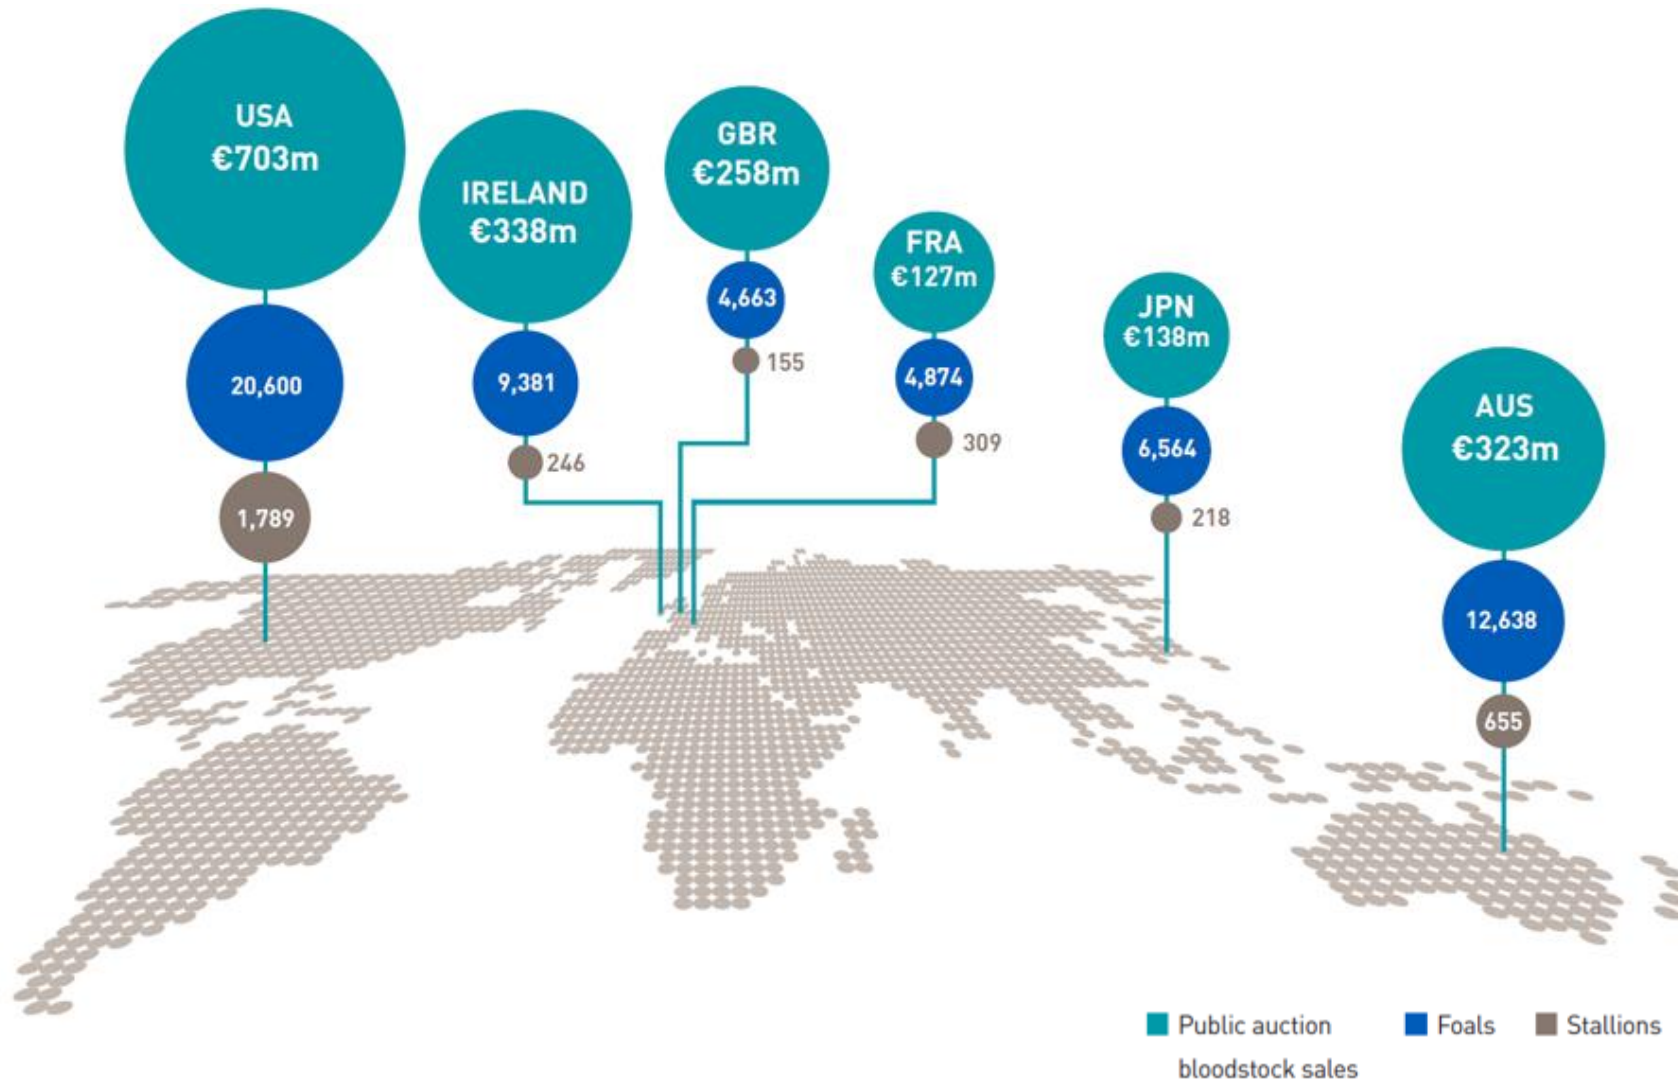 USA
€703m
20,600
1,789
IRELAND
€338m
9,381
246
GBR
€258m
4,663
155
FRA
€127m
4,874
309
JPN
€138m
6,564
218
AUS
€323m
12,638
655
Public auction
bloodstock sales
Foals
Stallions